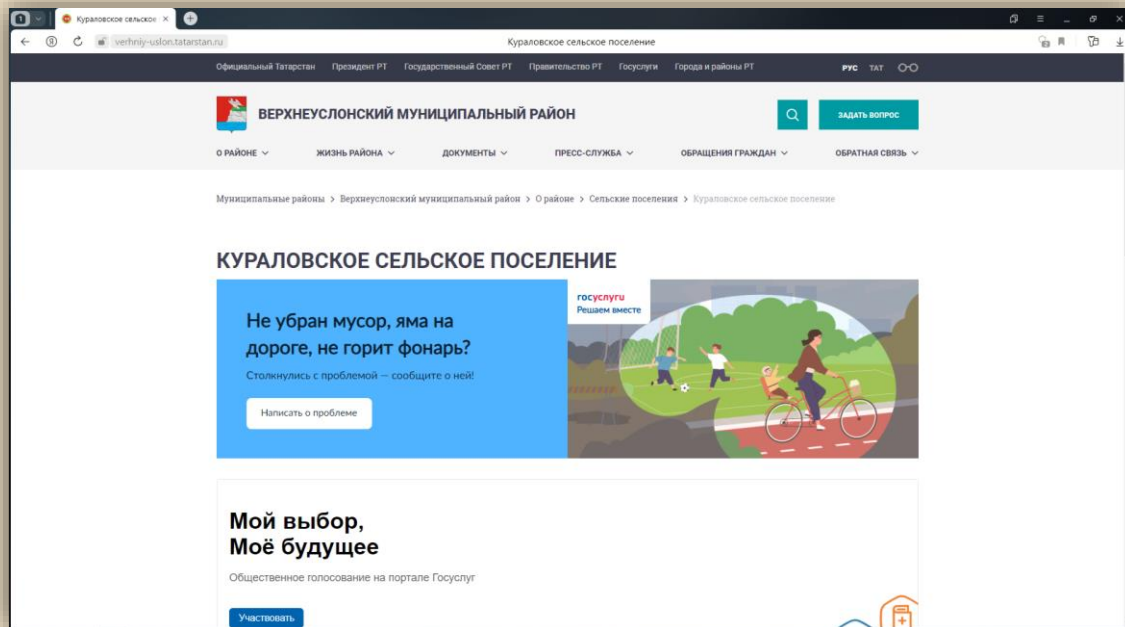 1
Кураловское сельское
verhniy-uslon.tatarstan.ru
Кураловское сельское поселение
Официальный Татарстан Президент РТ Государственный Совет РТ Правительство РТ Госуслуги Города и районы РТ РУС ТАТ
ВЕРХНЕУСЛОНСКИЙ МУНИЦИПАЛЬНЫЙ РАЙОН
ЗАДАТЬ ВОПРОС
О РАЙОНЕ ЖИЗНЬ РАЙОНА ДОКУМЕНТЫ ПРЕСС-СЛУЖБА ОБРАЩЕНИЯ ГРАЖДАН ОБРАТНАЯ СВЯЗЬ
Муниципальные районы > Верхнеуслонский муниципальный район > О районе > Сельские поселения > Кураловское сельское поселение
КУРАЛОВСКОЕ СЕЛЬСКОЕ ПОСЕЛЕНИЕ
госуслуги
Решаем вместе
Не убран мусор, яма на
дороге, не горит фонарь?
Столкнулись с проблемой — сообщите о ней!
Написать о проблеме
Мой выбор,
Моё будущее
Общественное голосование на портале Госуслуг
Участвовать